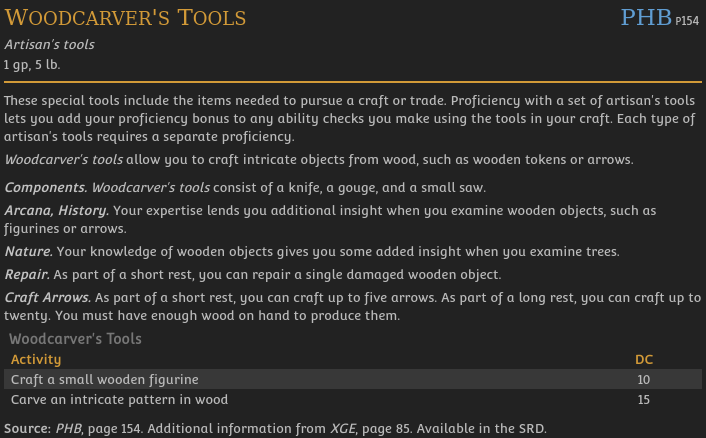 Woodcarver's Tools PHB p154
Artisan's tools
1 gp, 5 lb.
These special tools include the items needed to pursue a craft or trade. Proficiency with a set of artisan's tools
lets you add your proficiency bonus to any ability checks you make using the tools in your craft. Each type of
artisan's tools requires a separate proficiency.
Woodcarver's tools allow you to craft intricate objects from wood, such as wooden tokens or arrows.
Components. Woodcarver's tools consist of a knife, a gouge, and a small saw.
Arcana, History. Your expertise lends you additional insight when you examine wooden objects, such as
figurines or arrows.
Nature. Your knowledge of wooden objects gives you some added insight when you examine trees.
Repair. As part of a short rest, you can repair a single damaged wooden object.
Craft Arrows. As part of a short rest, you can craft up to five arrows. As part of a long rest, you can craft up to
twenty. You must have enough wood on hand to produce them.
Woodcarver's Tools
Activity DC
Craft a small wooden figurine 10
Carve an intricate pattern in wood 15
Source: PHB, page 154. Additional information from XGE, page 85. Available in the SRD.